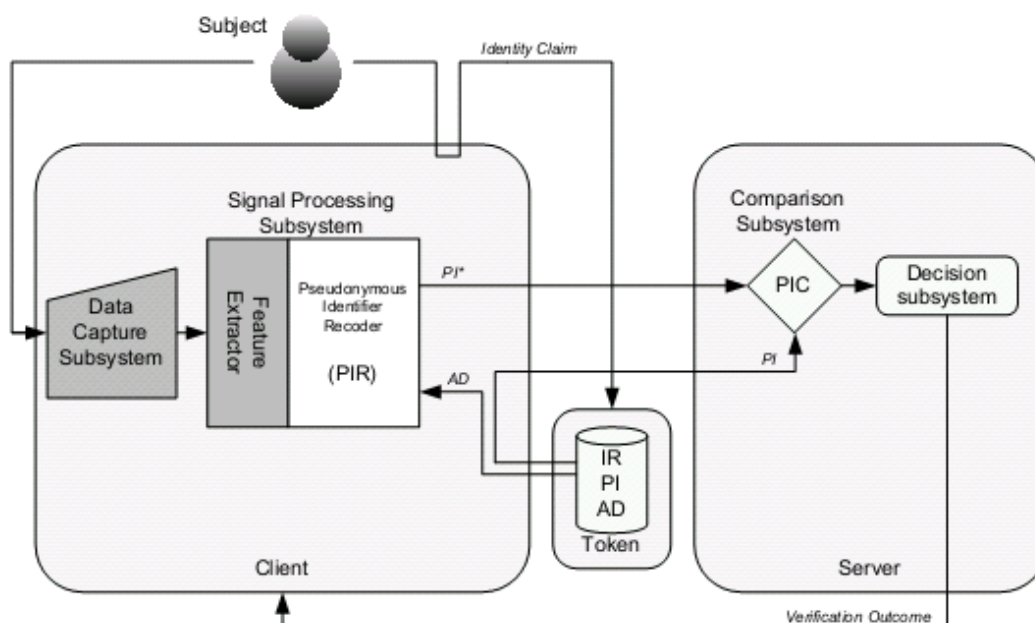 Subject
Identity Claim
Signal Processing
Subsystem
Comparison
Subsystem
Data
Capture
Subsystem
Feature
Extractor
Pseudonymous
Identifier
Recoder
(PIR)
PI*
PIC
Decision
subsystem
AD
PI
IR
PI
AD
Token
Client
Server
Verification Outcome